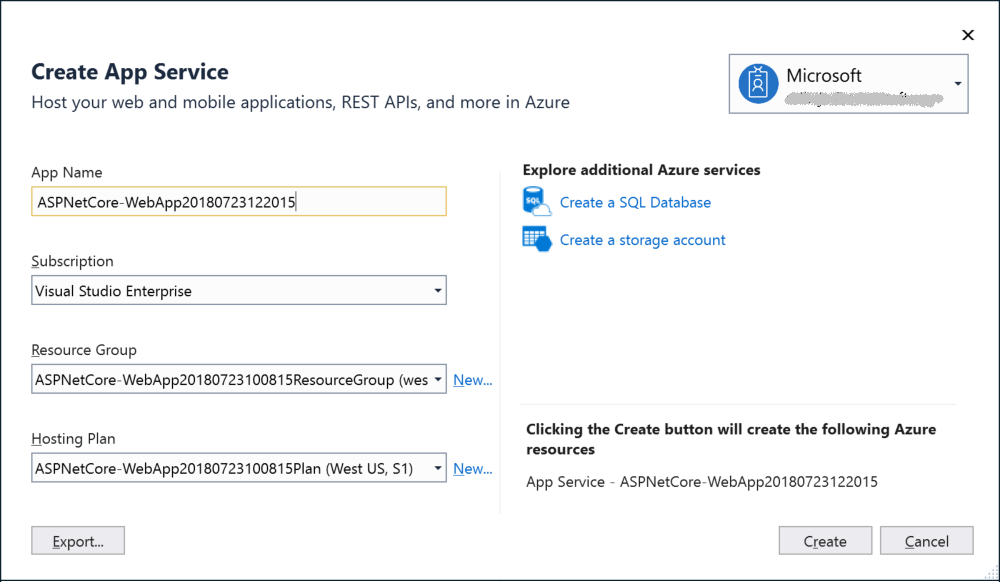 Create App Service
Host your web and mobile applications, REST APIs, and more in Azure
Microsoft
App Name
ASPNetCore-WebApp20180723122015
Subscription
Visual Studio Enterprise
Resource Group
ASPNetCore-WebApp20180723100815ResourceGroup (wes
New...
Hosting Plan
ASPNetCore-WebApp20180723100815Plan (West US, S1)
New...
Export...
Explore additional Azure services
SQL
Create a SQL Database
Create a storage account
Clicking the Create button will create the following Azure
resources
App Service - ASPNetCore-WebApp20180723122015
Create
Cancel